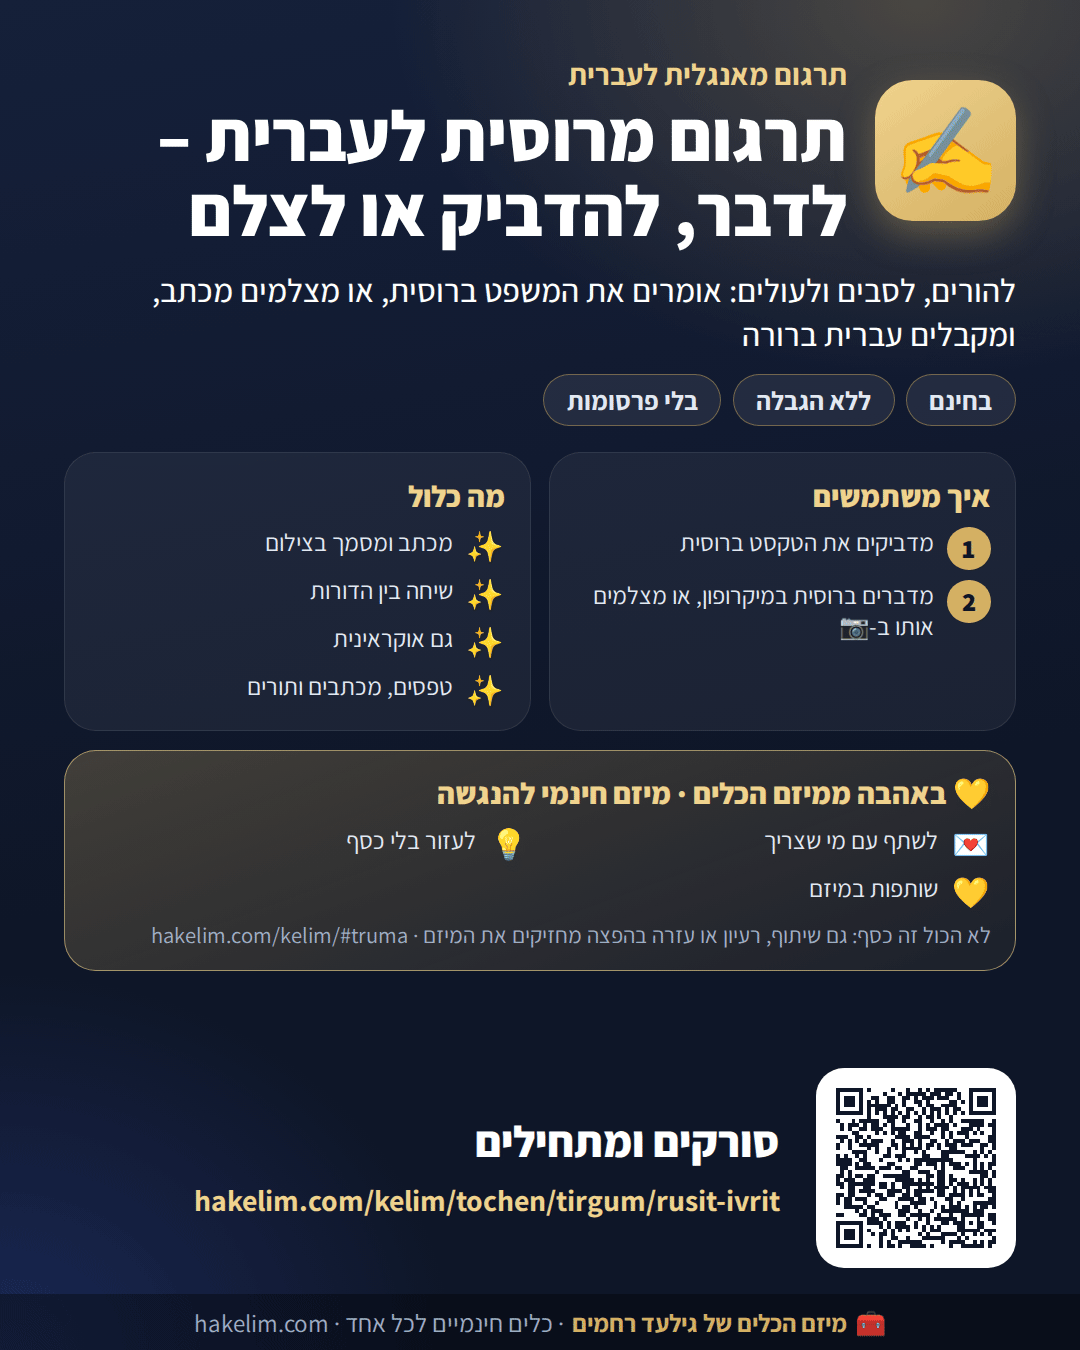 תרגום מאנגלית לעברית
תרגום מרוסית לעברית –
לדבר, להדביק או לצלם
להורים, לסבים ולעולים: אומרים את המשפט ברוסית, או מצלמים מכתב,
ומקבלים עברית ברורה
בחינם
ללא הגבלה
בלי פרסומות
איך משתמשים
1 מדביקים את הטקסט ברוסית
2 מדברים ברוסית במיקרופון, או מצלמים
אותו ב-📷
מה כלול
✨ מכתב ומסמך בצילום
✨ שיחה בין הדורות
✨ גם אוקראינית
✨ טפסים, מכתבים ותורים
💛 באהבה ממיזם הכלים · מיזם חינמי להנגשה
💌 לשתף עם מי שצריך
💡 לעזור בלי כסף
💛 שותפות במיזם
לא הכול זה כסף: גם שיתוף, רעיון או עזרה בהפצה מחזיקים את המיזם · hakelim.com/kelim/#truma
סורקים ומתחילים
hakelim.com/kelim/tochen/tirgum/rusit-ivrit
🧰 מיזם הכלים של גילעד רחמים · כלים חינמיים לכל אחד · hakelim.com